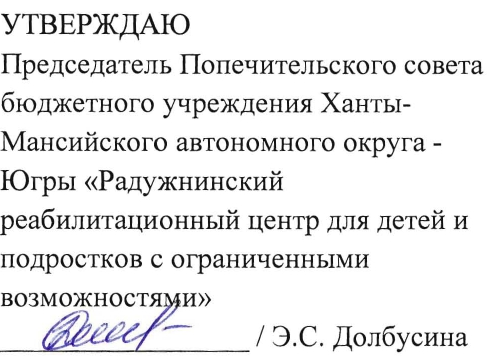 УТВЕРЖДАЮ
Председатель Попечительского совета
бюджетного учреждения Ханты-
Мансийского автономного округа -
Югры «Радужнинский
реабилитационный центр для детей и
подростков с ограниченными
возможностями»
/ Э.С. Долбусина